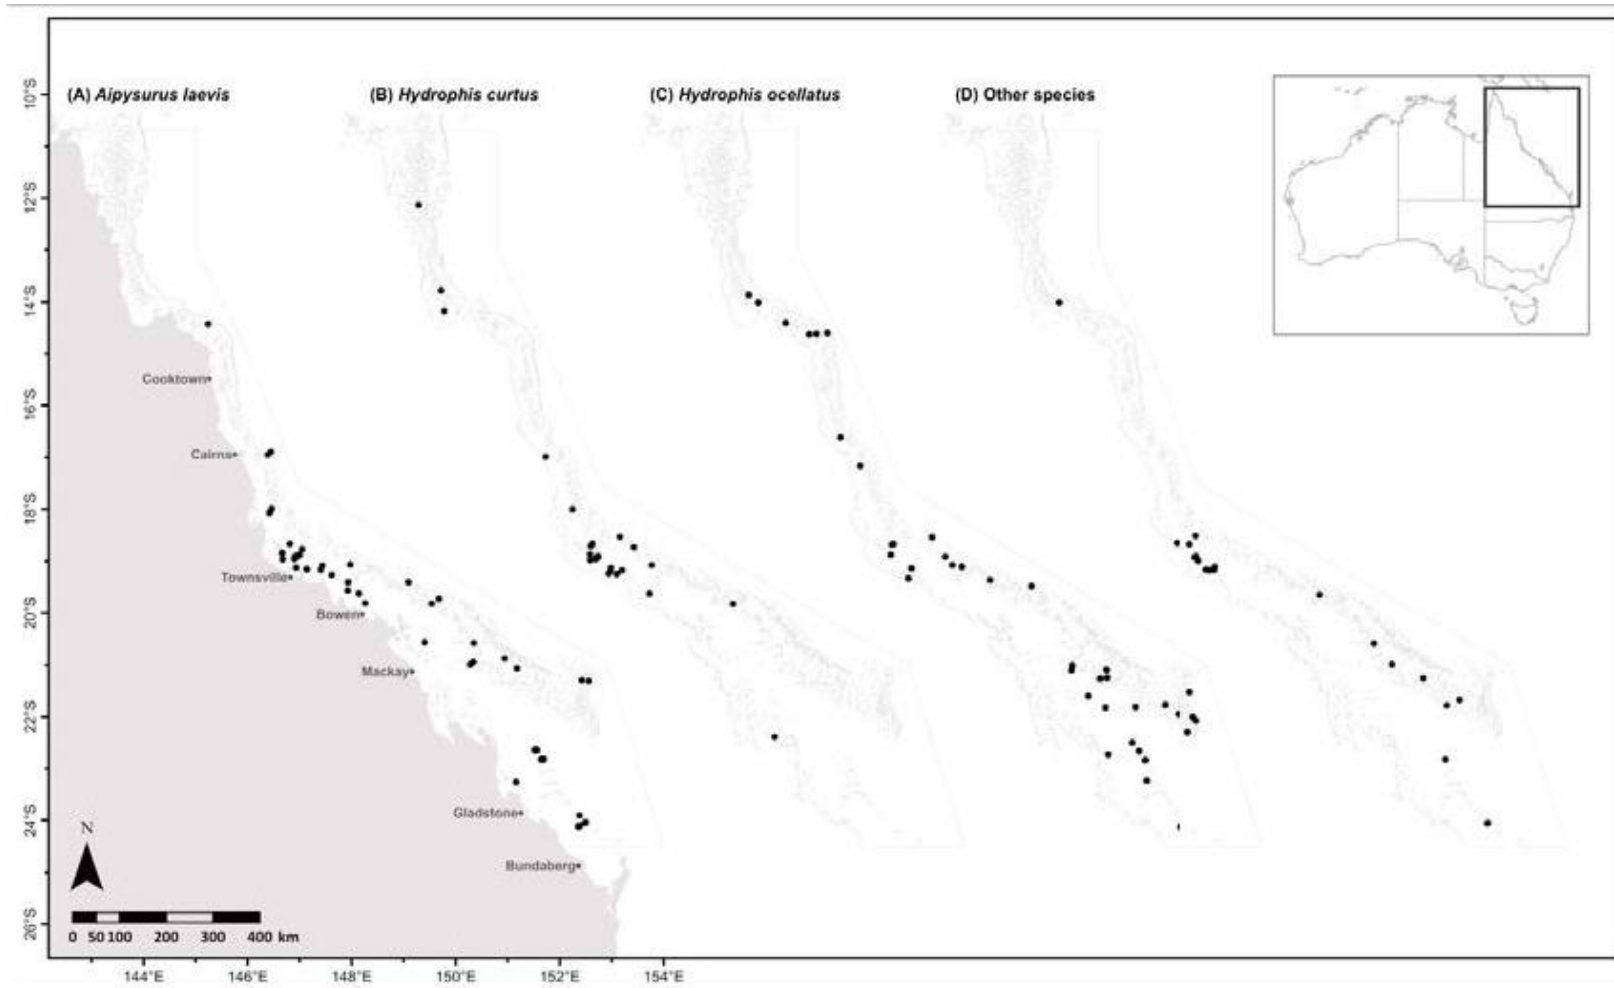 (A) Aipysurus laevis
(B) Hydrophis curtus
(C) Hydrophis ocellatus
(D) Other species
10°S
12°S
14°S
16°S
18°S
20°S
22°S
24°S
26°S
Cooktown
Cairns
Townsville
Bowen
Mackay
Gladstone
Bundaberg
N
0 50 100 200 300 400 km
144°E 146°E 148°E 150°E 152°E 154°E